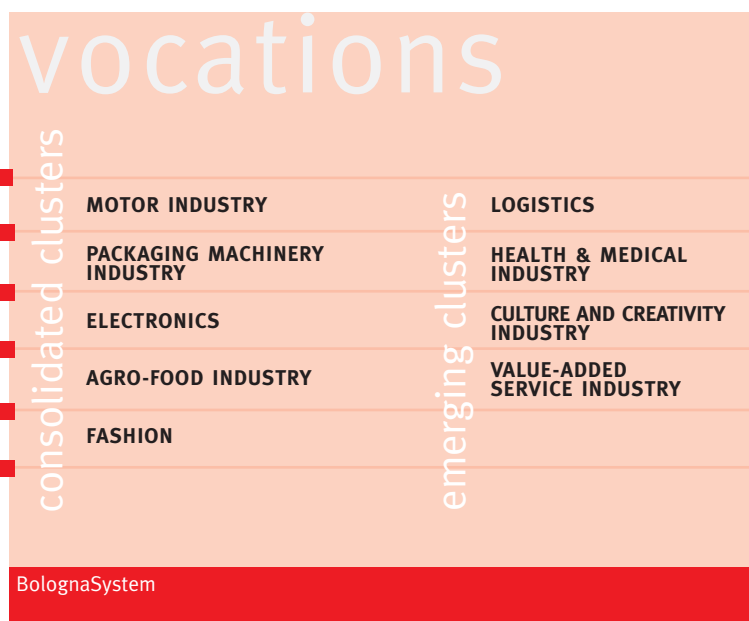 vocations
consolidated clusters
MOTOR INDUSTRY
PACKAGING MACHINERY
INDUSTRY
ELECTRONICS
AGRO-FOOD INDUSTRY
FASHION
emerging clusters
LOGISTICS
HEALTH & MEDICAL
INDUSTRY
CULTURE AND CREATIVITY
INDUSTRY
VALUE-ADDED
SERVICE INDUSTRY
BolognaSystem